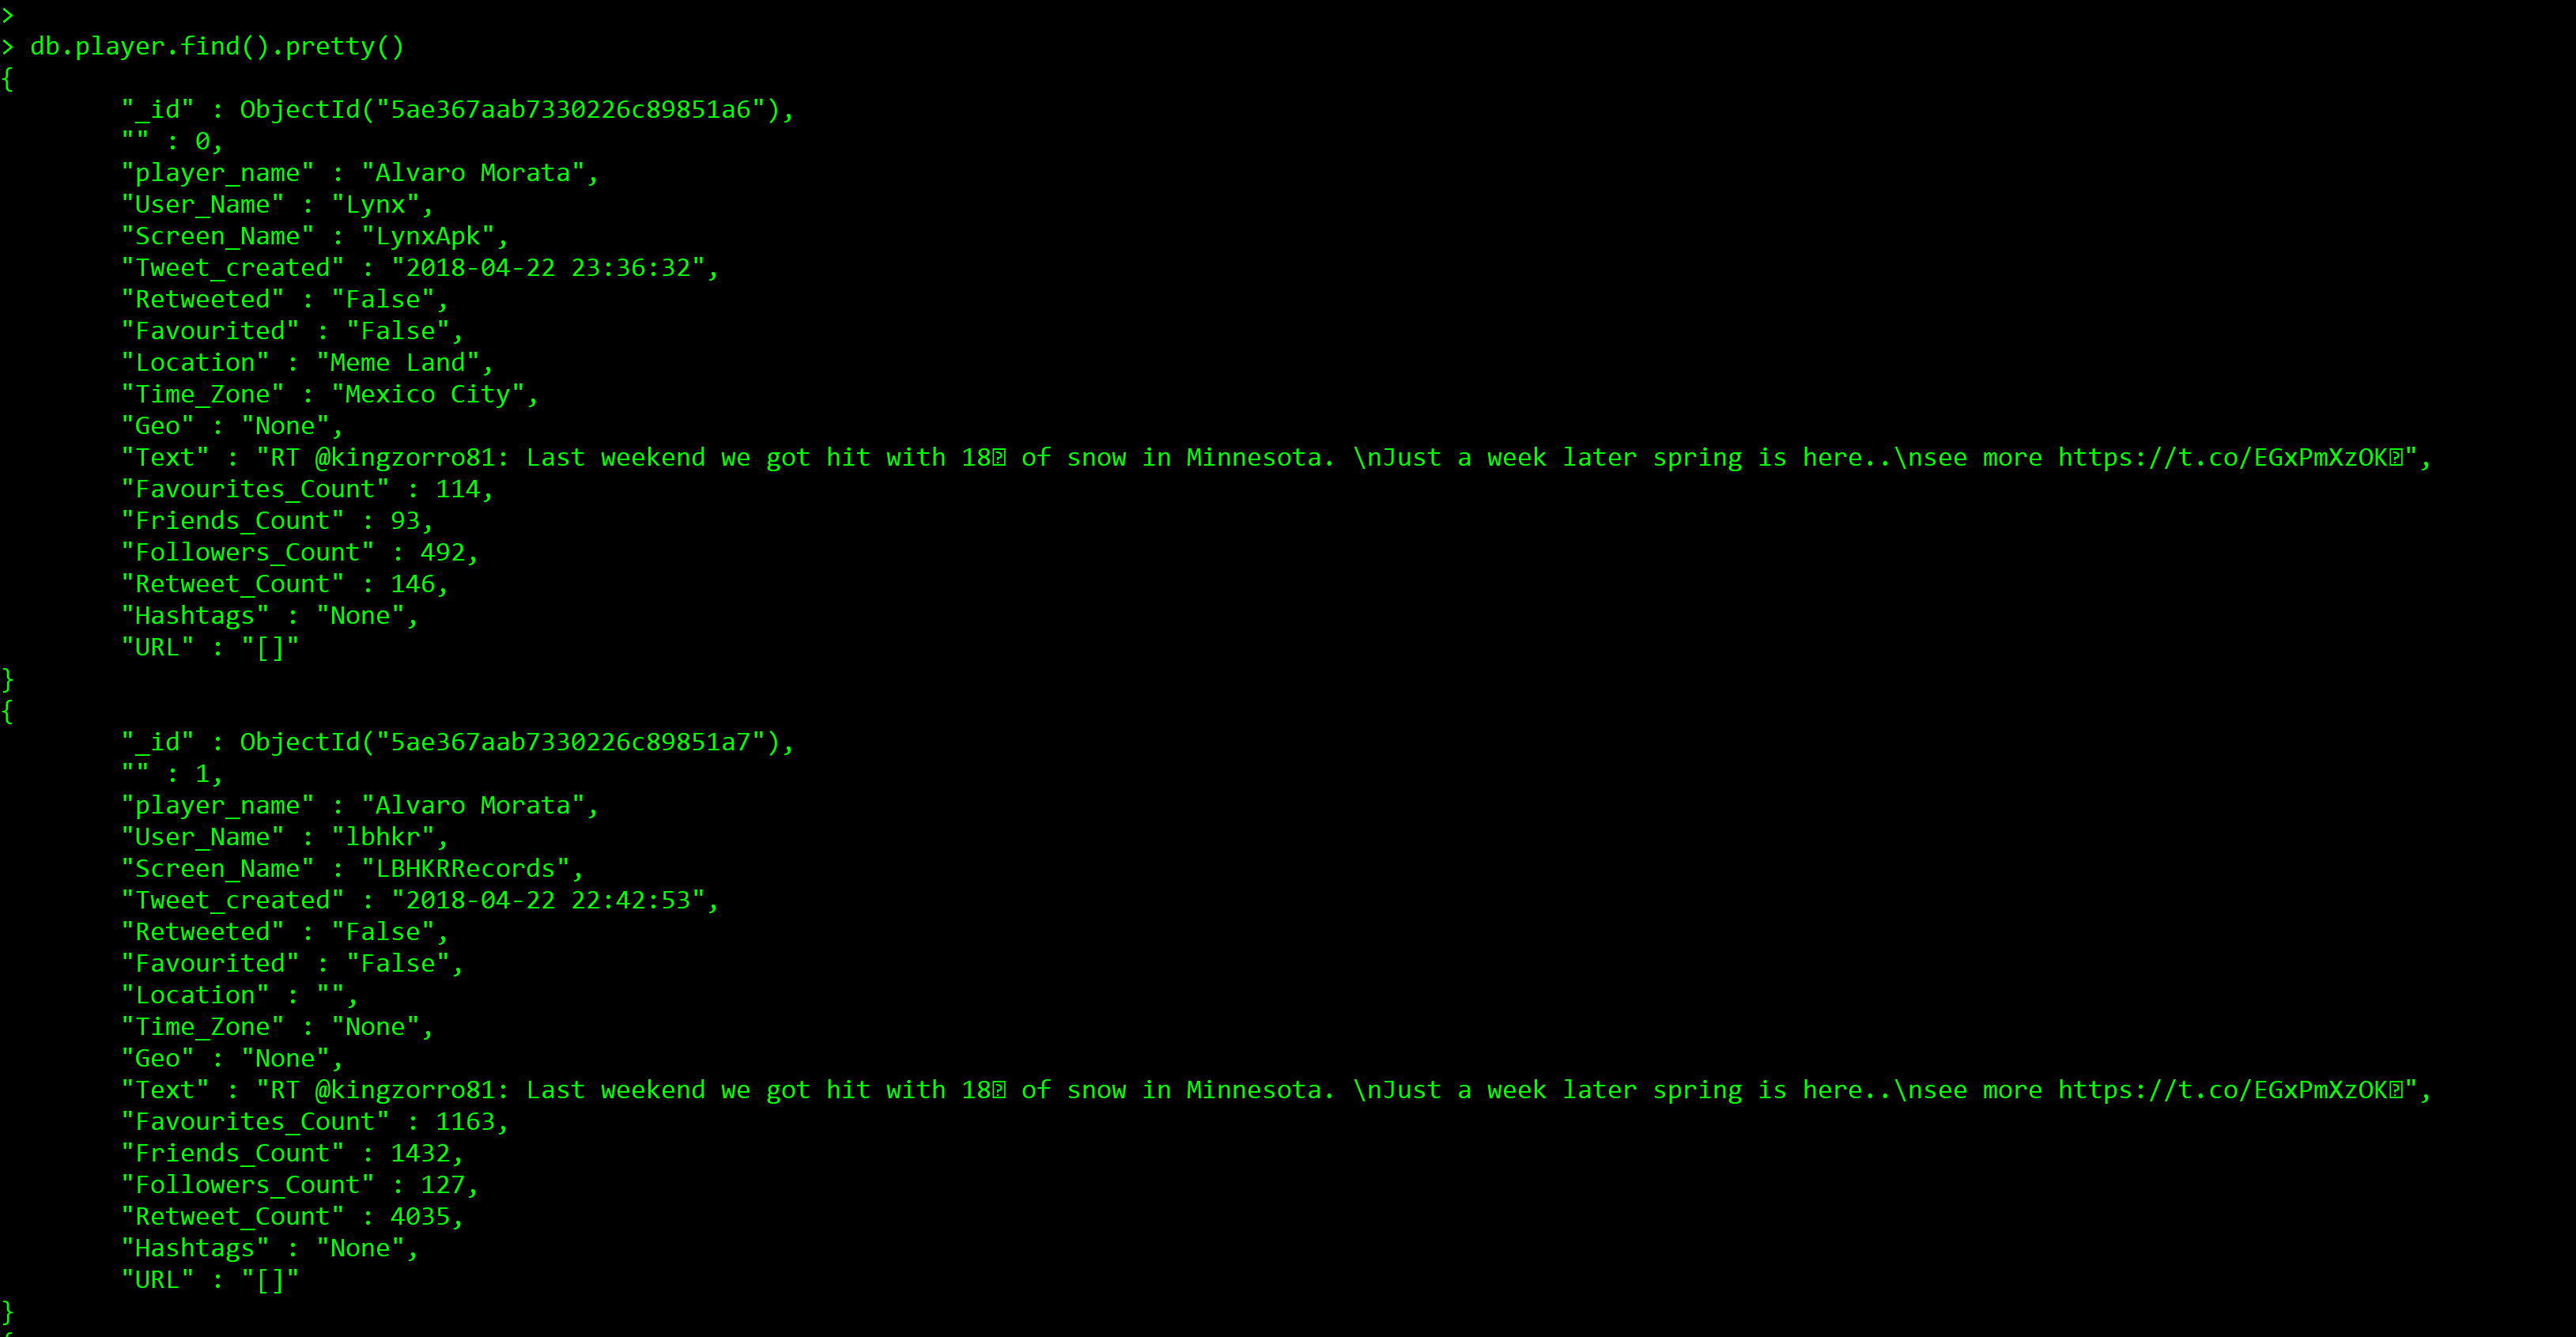 >
> db.player.find().pretty()
{
"_id" : ObjectId("5ae367aab7330226c89851a6"),
"" : 0,
"player_name" : "Alvaro Morata",
"User_Name" : "Lynx",
"Screen_Name" : "LynxApk",
"Tweet_created" : "2018-04-22 23:36:32",
"Retweeted" : "False",
"Favourited" : "False",
"Location" : "Meme Land",
"Time_Zone" : "Mexico City",
"Geo" : "None",
"Text" : "RT @kingzorro81: Last weekend we got hit with 18� of snow in Minnesota. \nJust a week later spring is here..\nsee more https://t.co/EGxPmXzOK�",
"Favourites_Count" : 114,
"Friends_Count" : 93,
"Followers_Count" : 492,
"Retweet_Count" : 146,
"Hashtags" : "None",
"URL" : "[]"
}
{
"_id" : ObjectId("5ae367aab7330226c89851a7"),
"" : 1,
"player_name" : "Alvaro Morata",
"User_Name" : "lbhkr",
"Screen_Name" : "LBHKRRecords",
"Tweet_created" : "2018-04-22 22:42:53",
"Retweeted" : "False",
"Favourited" : "False",
"Location" : "",
"Time_Zone" : "None",
"Geo" : "None",
"Text" : "RT @kingzorro81: Last weekend we got hit with 18� of snow in Minnesota. \nJust a week later spring is here..\nsee more https://t.co/EGxPmXzOK�",
"Favourites_Count" : 1163,
"Friends_Count" : 1432,
"Followers_Count" : 127,
"Retweet_Count" : 4035,
"Hashtags" : "None",
"URL" : "[]"
}
{